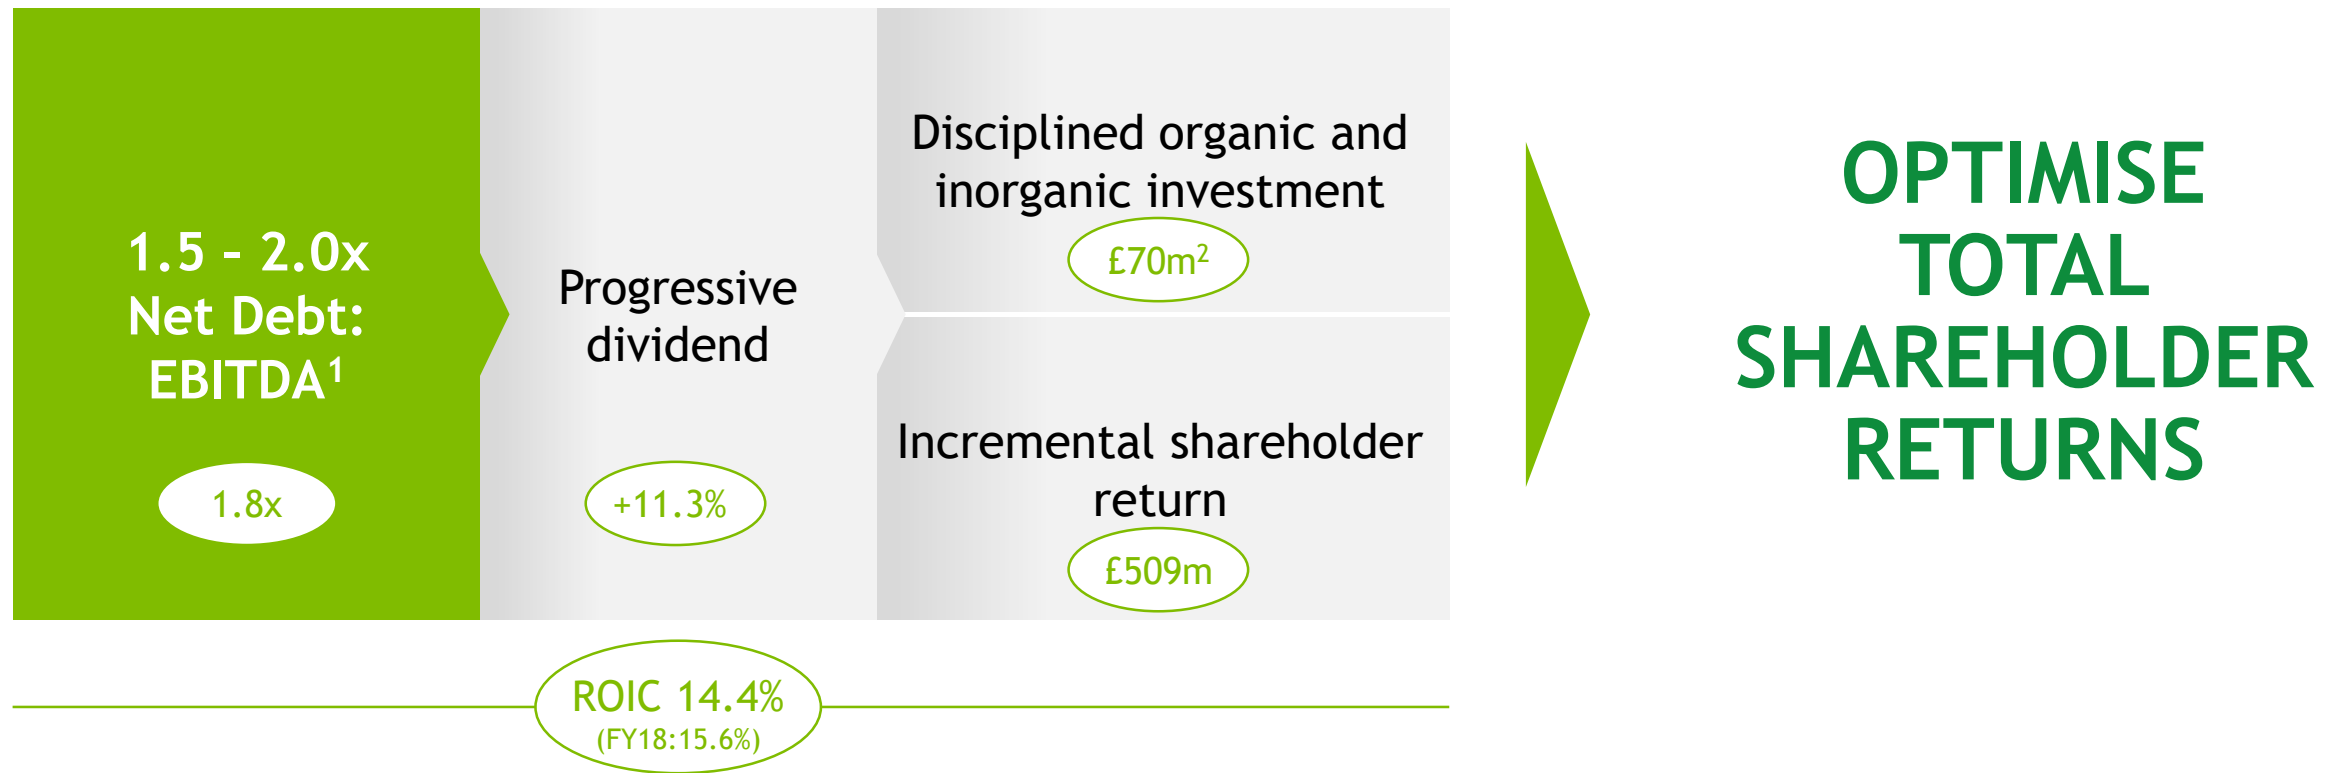 1.5 – 2.0x
Net Debt:
EBITDA¹
1.8x
Progressive
dividend
+11.3%
Disciplined organic and
inorganic investment
£70m²
Incremental shareholder
return
£509m
ROIC 14.4%
(FY18:15.6%)
OPTIMISE
TOTAL
SHAREHOLDER
RETURNS